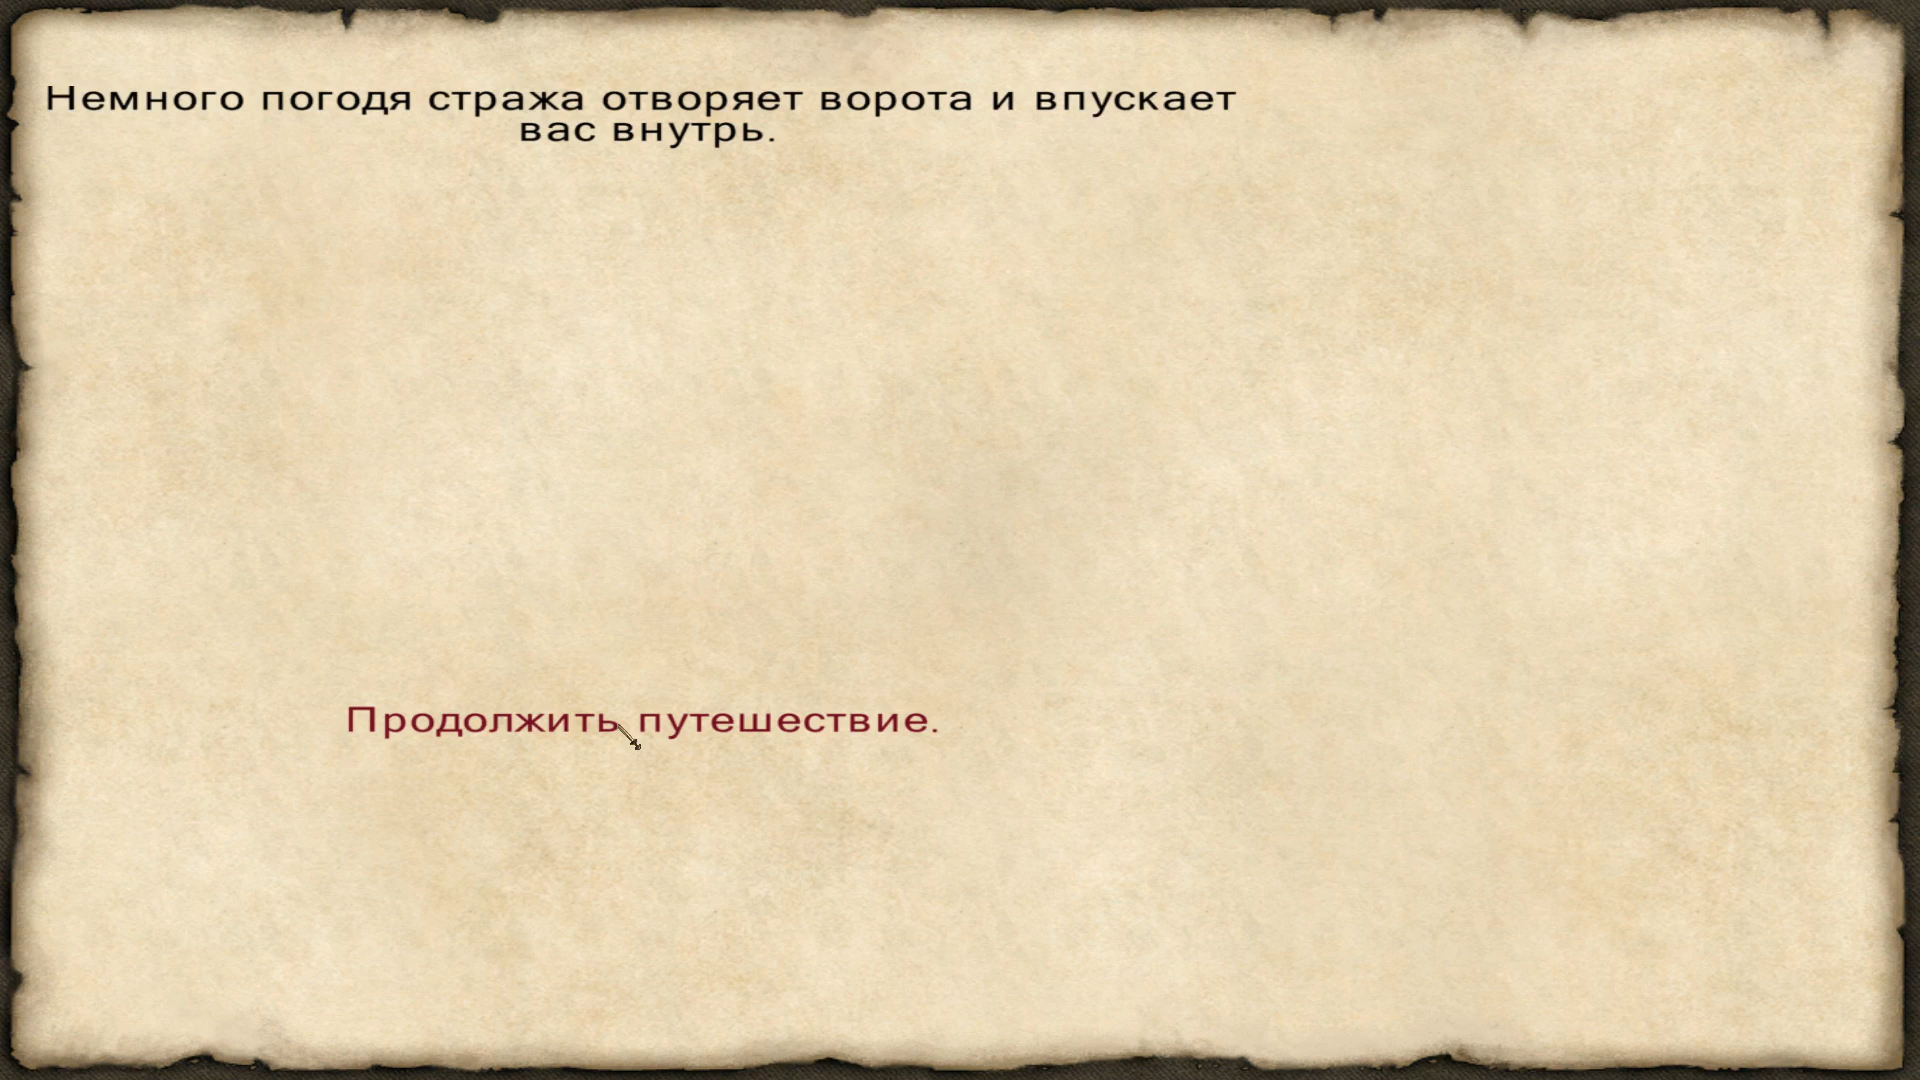 Немного погодя стража отворяет ворота и впускает
вас внутрь.
Продолжить путешествие.